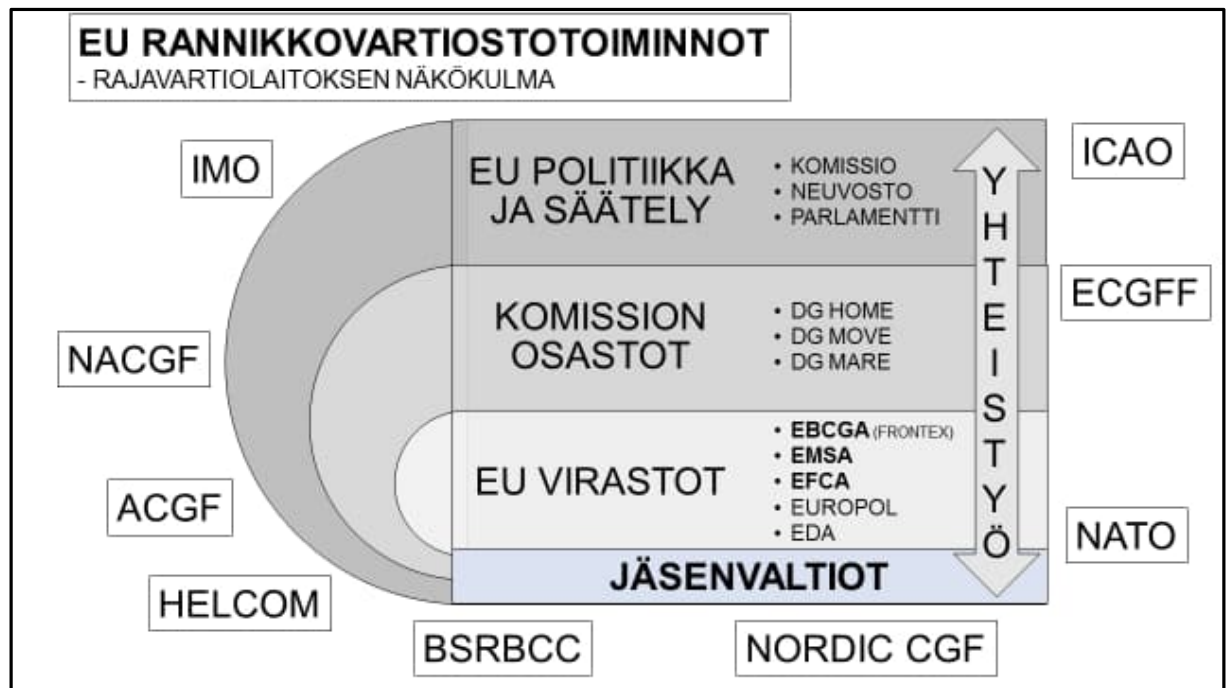 EU RANNIKKOVARTIOSTOTOIMINNOT
- RAJAVARTIOLAITOKSEN NÄKÖKULMA
IMO
ICAO
EU POLITIIKKA
JA SÄÄTELY
• KOMISSIO
• NEUVOSTO
• PARLAMENTTI
YHTEISTYÖ
ECGFF
KOMISSION
OSASTOT
• DG HOME
• DG MOVE
• DG MARE
NACGF
EU VIRASTOT
• EBCGA (FRONTEX)
• EMSA
• EFCA
• EUROPOL
• EDA
ACGF
NATO
JÄSENVALTIOT
HELCOM
BSRBCC
NORDIC CGF